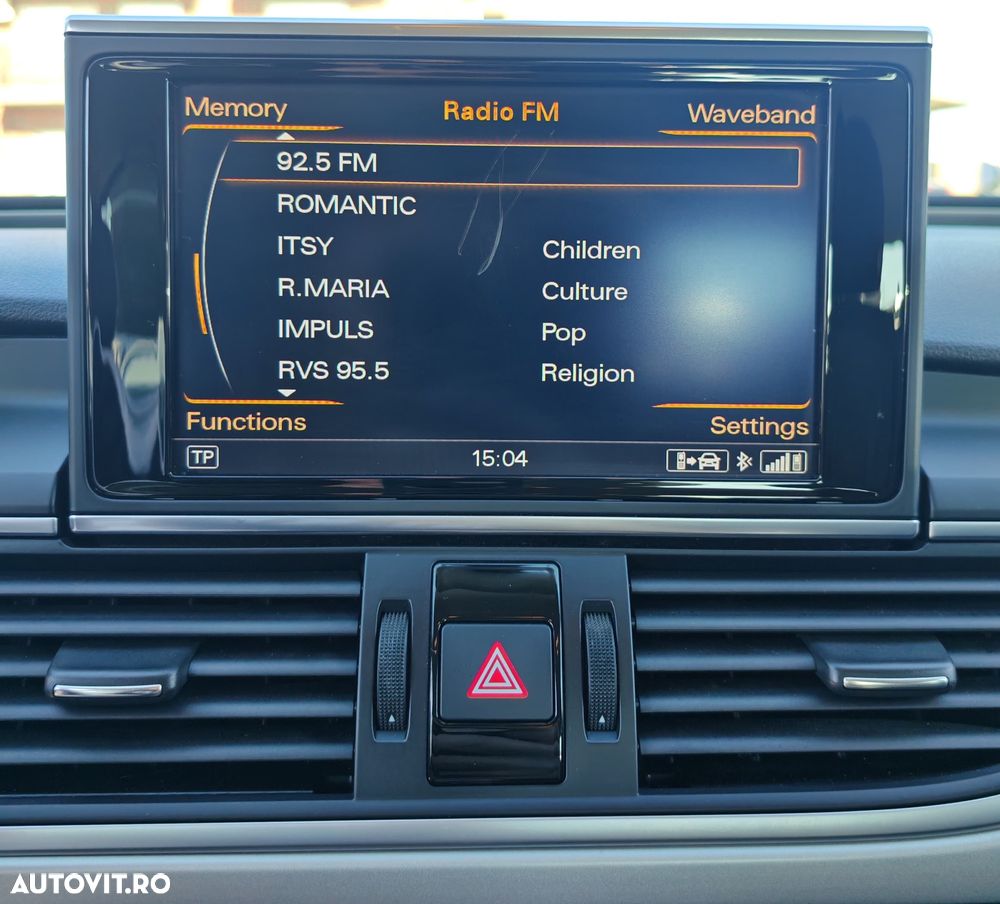 Memory Radio FM Waveband
92.5 FM
ROMANTIC
ITSY Children
R.MARIA Culture
IMPULS Pop
RVS 95.5 Religion
Functions Settings
TP 15:04
AUTOVIT.RO